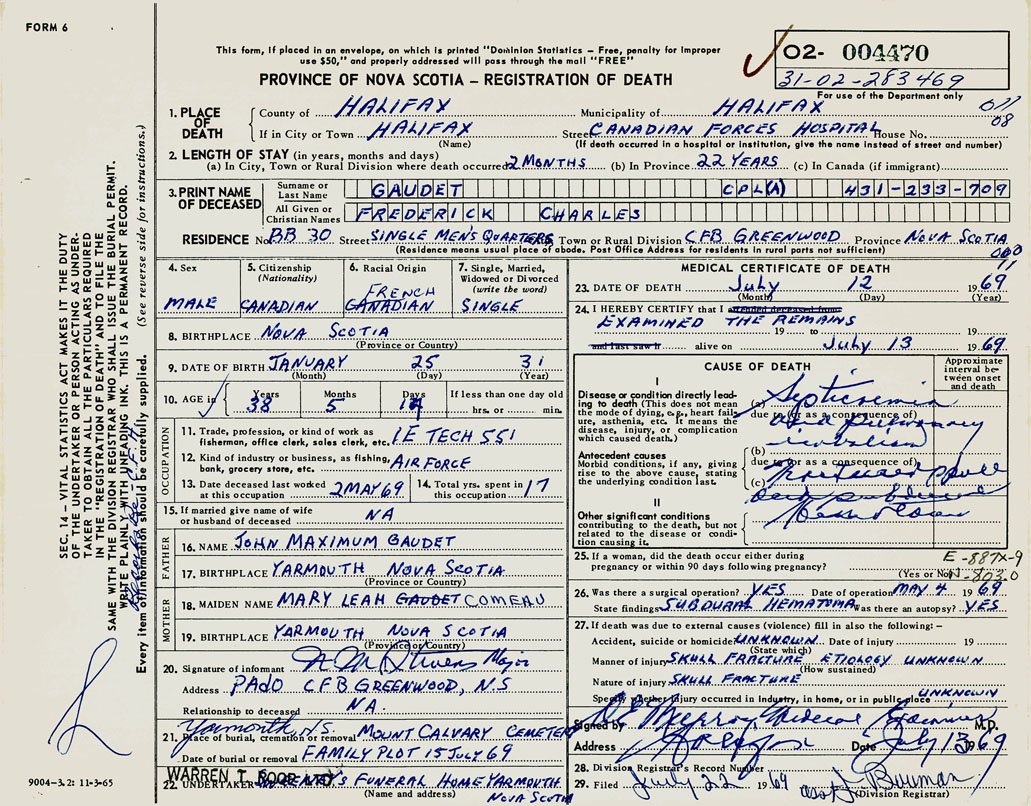 FORM 6
This form, if placed in an envelope, on which is printed "Dominion Statistics – Free, penalty for improper
use $50," and properly addressed will pass through the mail "FREE"
PROVINCE OF NOVA SCOTIA – REGISTRATION OF DEATH
O2- 004470
31-02-283469
For use of the Department only
1. PLACE OF DEATH
County of HALIFAX Municipality of HALIFAX
If in City or Town HALIFAX Street CANADIAN FORCES HOSPITAL House No.
(Name) (If death occurred in a hospital or institution, give the name instead of street and number)
2. LENGTH OF STAY (in years, months and days)
(a) In City, Town or Rural Division where death occurred 2 MONTHS (b) In Province 22 YEARS (c) In Canada (if immigrant)
3. PRINT NAME OF DECEASED
Surname or Last Name GAUDET CPL(A) 431-233-709
All Given or Christian Names FREDERICK CHARLES
RESIDENCE No. BB 30 Street SINGLE MEN'S QUARTERS Town or Rural Division CFB GREENWOOD Province NOVA SCOTIA
(Residence means usual place of abode. Post Office Address for residents in rural parts not sufficient)
4. Sex MALE
5. Citizenship (Nationality) CANADIAN
6. Racial Origin FRENCH CANADIAN
7. Single, Married, Widowed or Divorced (write the word) SINGLE
8. BIRTHPLACE NOVA SCOTIA
(Province or Country)
9. DATE OF BIRTH JANUARY 25 31
(Month) (Day) (Year)
10. AGE in Years Months Days If less than one day old
38 5 hrs. or min.
OCCUPATION
11. Trade, profession, or kind of work as
fisherman, office clerk, sales clerk, etc. IE TECH 551
12. Kind of industry or business, as fishing,
bank, grocery store, etc. AIR FORCE
13. Date deceased last worked
at this occupation 2 MAY 69
14. Total yrs. spent in
this occupation 17
15. If married give name of wife
or husband of deceased NA
FATHER
16. NAME JOHN MAXIMUM GAUDET
17. BIRTHPLACE YARMOUTH NOVA SCOTIA
(Province or Country)
MOTHER
18. MAIDEN NAME MARY LEAH GAUDET COMEAU
19. BIRTHPLACE YARMOUTH NOVA SCOTIA
(Province or Country)
20. Signature of informant Major
Address PADO CFB GREENWOOD, N.S
Relationship to deceased NA.
Yarmouth, NS
21. Place of burial, cremation or removal MOUNT CALVARY CEMETERY
Date of burial or removal FAMILY PLOT 15 JULY 69
WARREN T.
22. UNDERTAKER FUNERAL HOME YARMOUTH
(Name and address) NOVA SCOTIA
MEDICAL CERTIFICATE OF DEATH
23. DATE OF DEATH July 12 1969
(Month) (Day) (Year)
24. I HEREBY CERTIFY that I attended deceased from
EXAMINED THE REMAINS
19 to 19
and last saw h alive on July 13 1969
CAUSE OF DEATH
Approximate interval between onset and death
I
Disease or condition directly leading to death (This does not mean the mode of dying, e.g., heart failure, asthenia, etc. It means the disease, injury, or complication which caused death.)
(a) Septicemia
due to (or as a consequence of)
and pulmonary
Antecedent causes
Morbid conditions, if any, giving rise to the above cause, stating the underlying condition last.
(b)
due to (or as a consequence of)
(c) fractured skull
and subdural
II
Other significant conditions
contributing to the death, but not related to the disease or condition causing it.
25. If a woman, did the death occur either during
pregnancy or within 90 days following pregnancy?
(Yes or No)
E-887X-9
N-803.0
26. Was there a surgical operation? YES Date of operation MAY 4 1969
State findings SUBDURAL HEMATOMA Was there an autopsy? YES
27. If death was due to external causes (violence) fill in also the following: –
Accident, suicide or homicide UNKNOWN Date of injury 19
(State which)
Manner of injury SKULL FRACTURE ETIOLOGY UNKNOWN
(How sustained)
Nature of injury SKULL FRACTURE
Specify whether injury occurred in industry, in home, or in public place UNKNOWN
Signed by Medical Examiner M.D.
Address Halifax Date July 13 1969
28. Division Registrar's Record Number
29. Filed July 22 1969 Bowman
(Division Registrar)
SEC. 14 – VITAL STATISTICS ACT MAKES IT THE DUTY
OF THE UNDERTAKER OR PERSON ACTING AS UNDER-
TAKER TO OBTAIN ALL THE PARTICULARS REQUIRED
IN THE "REGISTRATION OF DEATH" AND TO FILE THE
SAME WITH THE DIVISION REGISTRAR WHO SHALL ISSUE THE BURIAL PERMIT.
WRITE PLAINLY WITH UNFADING INK. THIS IS A PERMANENT RECORD.
Every item of information should be carefully supplied. (See reverse side for instructions.)
9004-3.2: 11-3-65